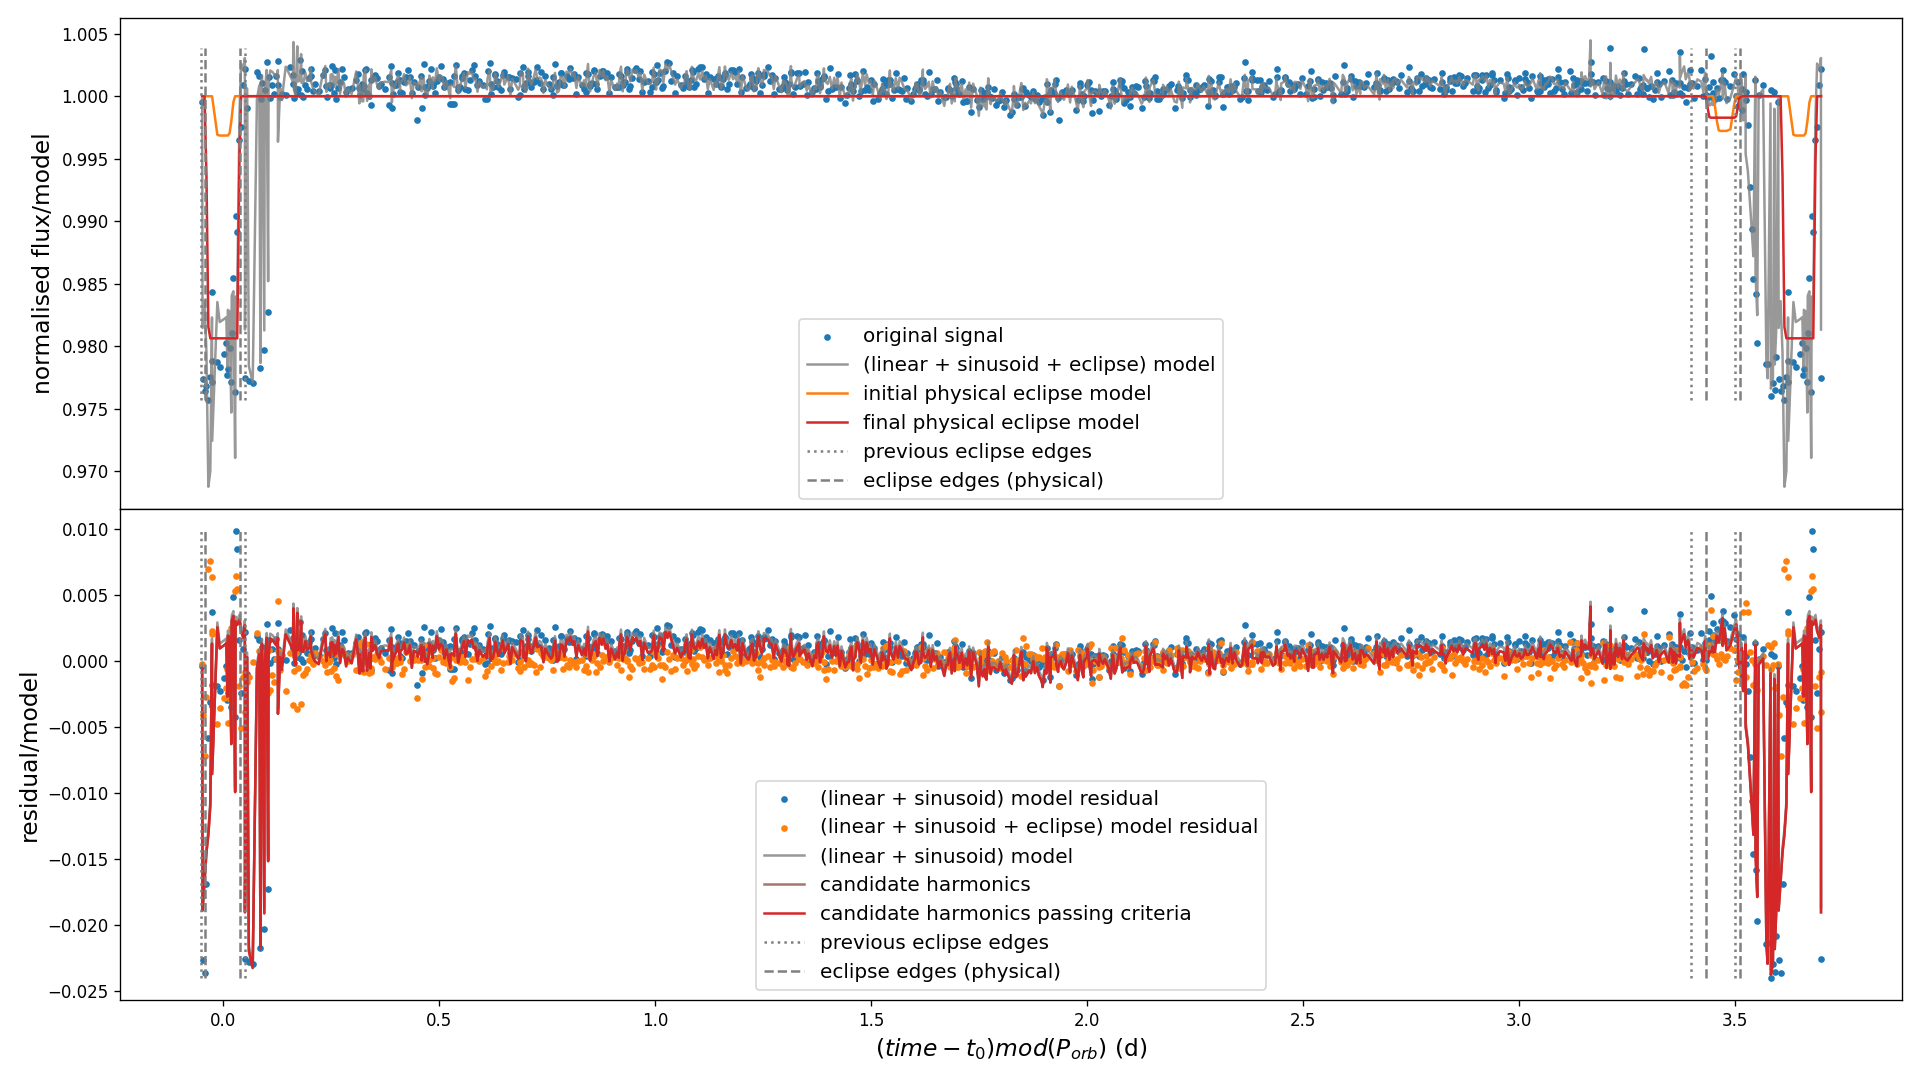 1.005
1.000
0.995
0.990
0.985
0.980
0.975
0.970
normalised flux/model
original signal
(linear + sinusoid + eclipse) model
initial physical eclipse model
final physical eclipse model
previous eclipse edges
eclipse edges (physical)
0.010
0.005
0.000
−0.005
−0.010
−0.015
−0.020
−0.025
residual/model
(linear + sinusoid) model residual
(linear + sinusoid + eclipse) model residual
(linear + sinusoid) model
candidate harmonics
candidate harmonics passing criteria
previous eclipse edges
eclipse edges (physical)
0.0 0.5 1.0 1.5 2.0 2.5 3.0 3.5
(time − t₀)mod(P_orb) (d)